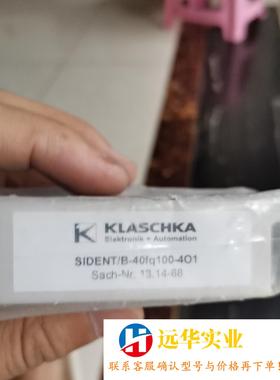 KLASCHKA
Elektronik + Automation
SIDENT/B-40fq100-4O1
Sach-Nr. 13.14-68
远华实业
联系客服确认型号与价格再下单